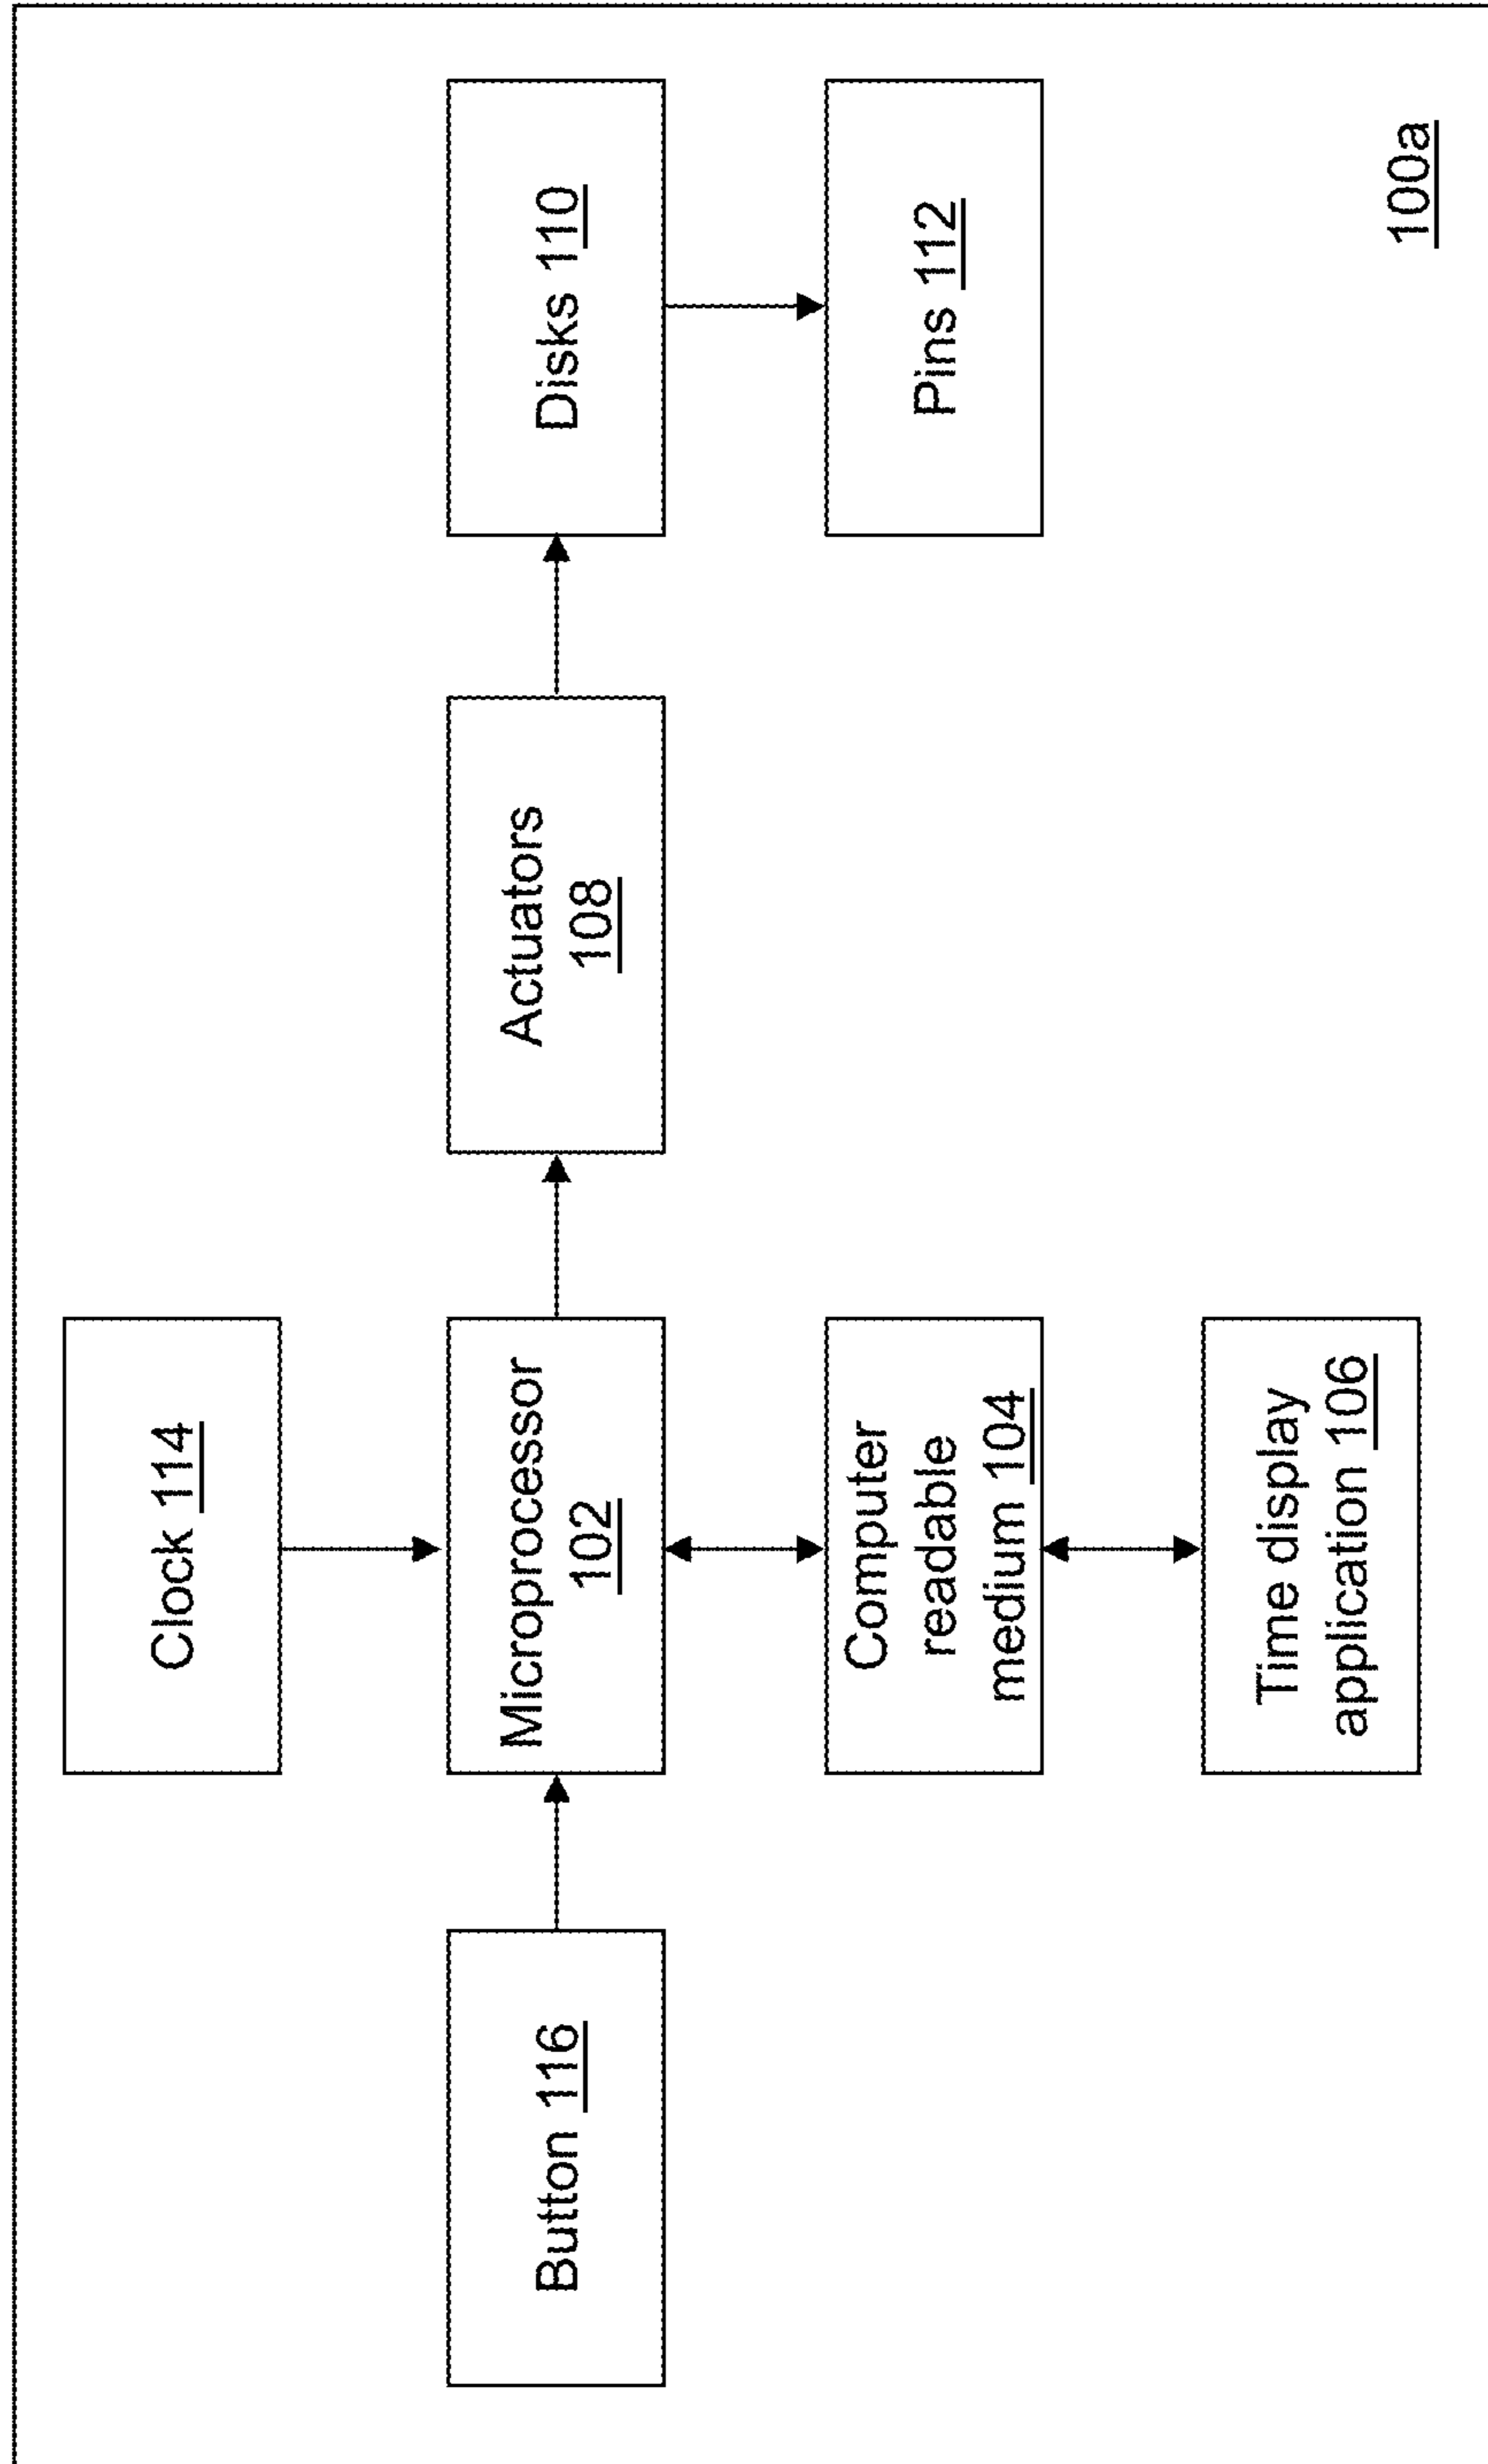 Clock 114
Button 116
Microprocessor
102
Actuators
108
Disks 110
Computer
readable
medium 104
Pins 112
Time display
application 106
100a